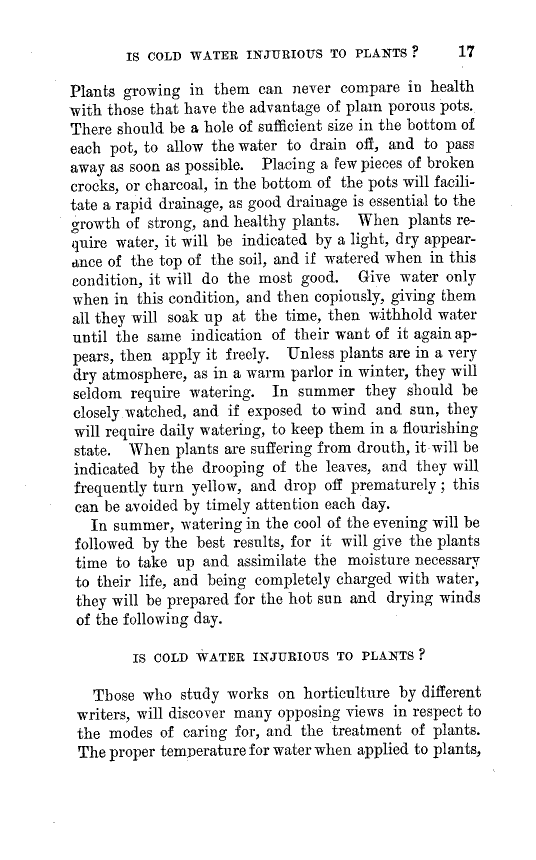 IS COLD WATER INJURIOUS TO PLANTS? 17
Plants growing in them can never compare in health
with those that have the advantage of plain porous pots.
There should be a hole of sufficient size in the bottom of
each pot, to allow the water to drain off, and to pass
away as soon as possible. Placing a few pieces of broken
crocks, or charcoal, in the bottom of the pots will facili-
tate a rapid drainage, as good drainage is essential to the
growth of strong, and healthy plants. When plants re-
quire water, it will be indicated by a light, dry appear-
ance of the top of the soil, and if watered when in this
condition, it will do the most good. Give water only
when in this condition, and then copiously, giving them
all they will soak up at the time, then withhold water
until the same indication of their want of it again ap-
pears, then apply it freely. Unless plants are in a very
dry atmosphere, as in a warm parlor in winter, they will
seldom require watering. In summer they should be
closely watched, and if exposed to wind and sun, they
will require daily watering, to keep them in a flourishing
state. When plants are suffering from drouth, it will be
indicated by the drooping of the leaves, and they will
frequently turn yellow, and drop off prematurely; this
can be avoided by timely attention each day.
In summer, watering in the cool of the evening will be
followed by the best results, for it will give the plants
time to take up and assimilate the moisture necessary
to their life, and being completely charged with water,
they will be prepared for the hot sun and drying winds
of the following day.
IS COLD WATER INJURIOUS TO PLANTS?
Those who study works on horticulture by different
writers, will discover many opposing views in respect to
the modes of caring for, and the treatment of plants.
The proper temperature for water when applied to plants,